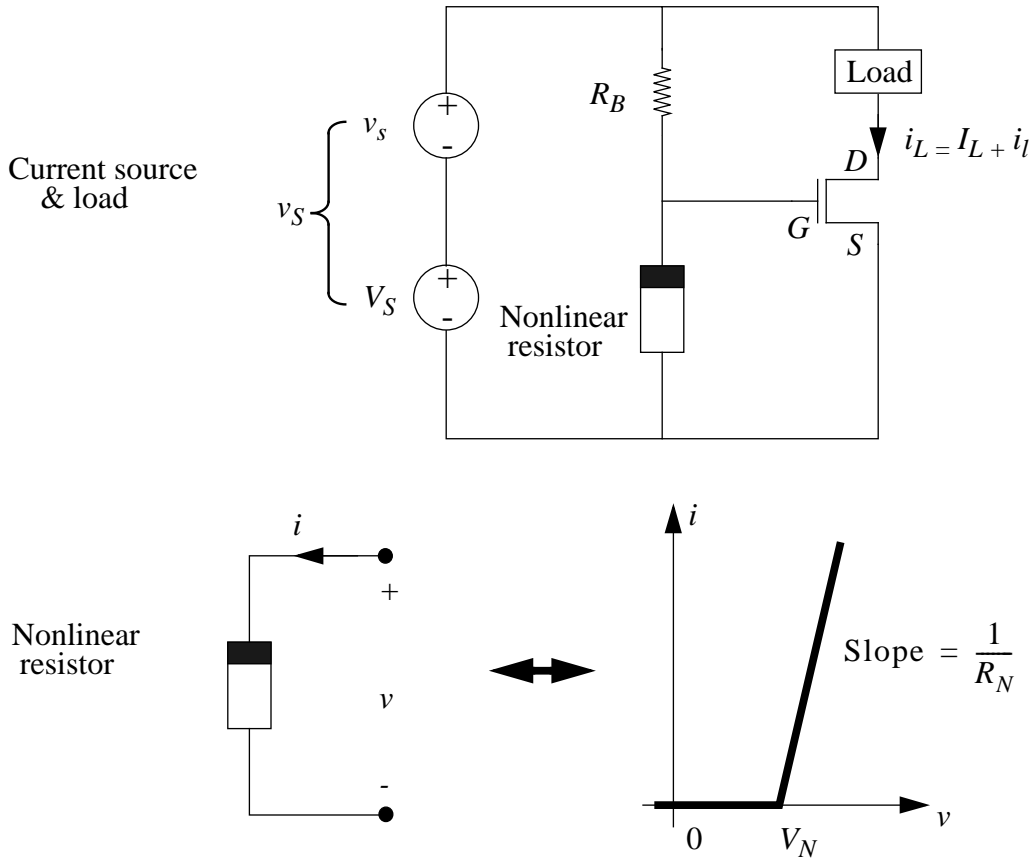 Load
R_B
+
v_s
-
i_L = I_L + i_l
D
Current source
& load
v_S
G
S
+
V_S
-
Nonlinear
resistor
i
i
+
Nonlinear
resistor
Slope = 1/R_N
v
-
0
V_N
v